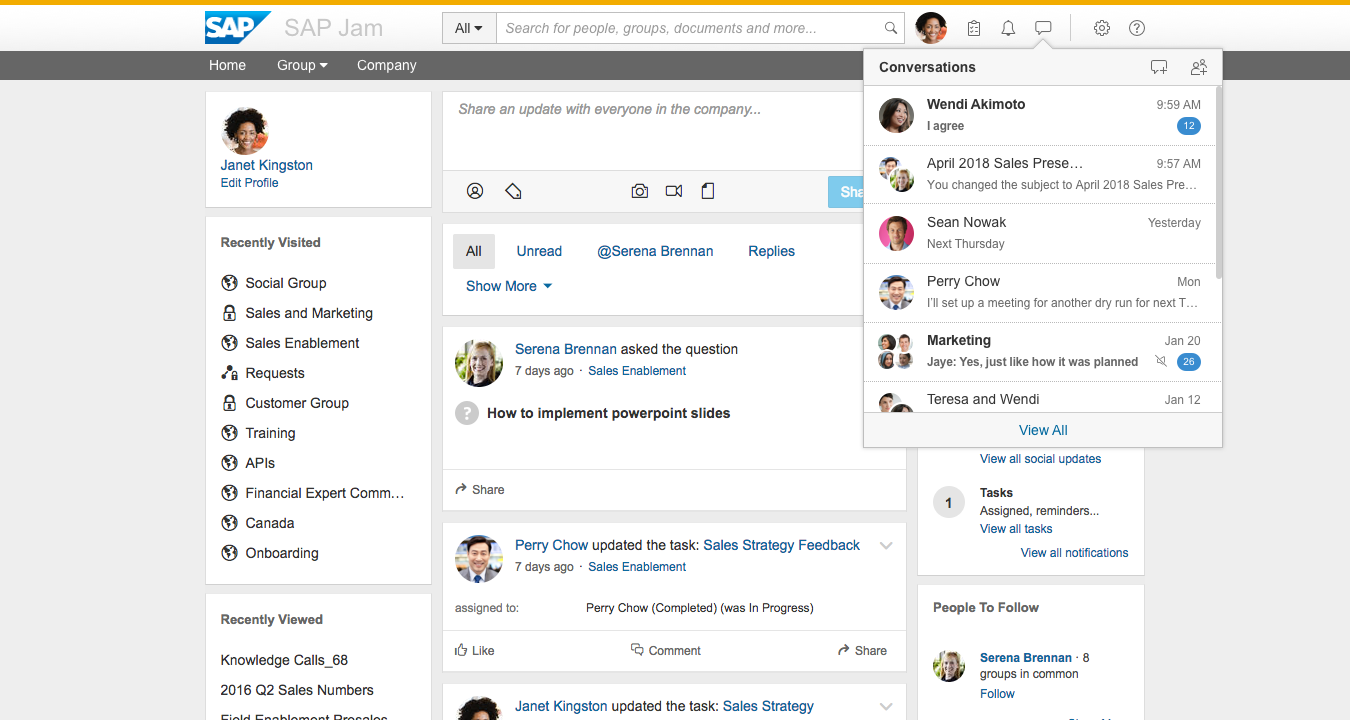 SAP SAP Jam
All
Search for people, groups, documents and more...
Home Group Company
Janet Kingston
Edit Profile
Recently Visited
Social Group
Sales and Marketing
Sales Enablement
Requests
Customer Group
Training
APIs
Financial Expert Comm…
Canada
Onboarding
Recently Viewed
Knowledge Calls_68
2016 Q2 Sales Numbers
Field Enablement Presales
Share an update with everyone in the company...
All Unread @Serena Brennan Replies
Show More
Serena Brennan asked the question
7 days ago · Sales Enablement
? How to implement powerpoint slides
Share
Perry Chow updated the task: Sales Strategy Feedback
7 days ago · Sales Enablement
assigned to: Perry Chow (Completed) (was In Progress)
Like Comment Share
Janet Kingston updated the task: Sales Strategy
Conversations
Wendi Akimoto 9:59 AM
I agree 12
April 2018 Sales Prese… 9:57 AM
You changed the subject to April 2018 Sales Pre…
Sean Nowak Yesterday
Next Thursday
Perry Chow Mon
I'll set up a meeting for another dry run for next T…
Marketing Jan 20
Jaye: Yes, just like how it was planned 26
Teresa and Wendi Jan 12
View All
View all social updates
1 Tasks
Assigned, reminders...
View all tasks
View all notifications
People To Follow
Serena Brennan · 8
groups in common
Follow